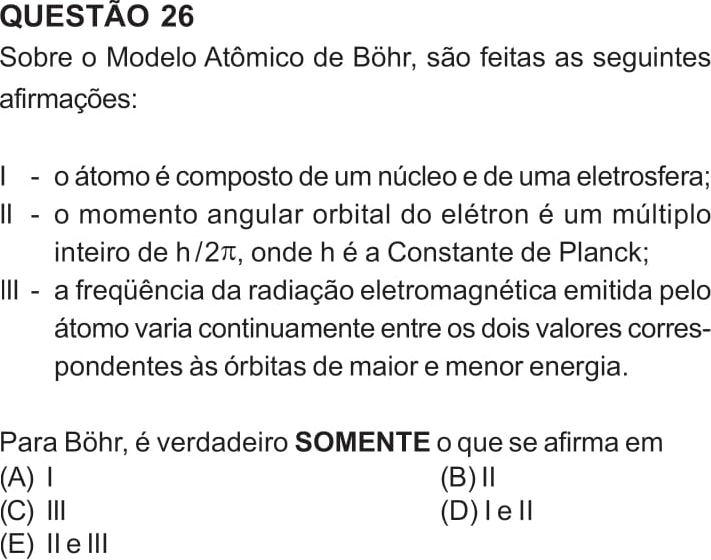 QUESTÃO 26
Sobre o Modelo Atômico de Böhr, são feitas as seguintes
afirmações:
I - o átomo é composto de um núcleo e de uma eletrosfera;
II - o momento angular orbital do elétron é um múltiplo
inteiro de h/2π, onde h é a Constante de Planck;
III - a freqüência da radiação eletromagnética emitida pelo
átomo varia continuamente entre os dois valores corres-
pondentes às órbitas de maior e menor energia.
Para Böhr, é verdadeiro SOMENTE o que se afirma em
(A) I (B) II
(C) III (D) I e II
(E) II e III